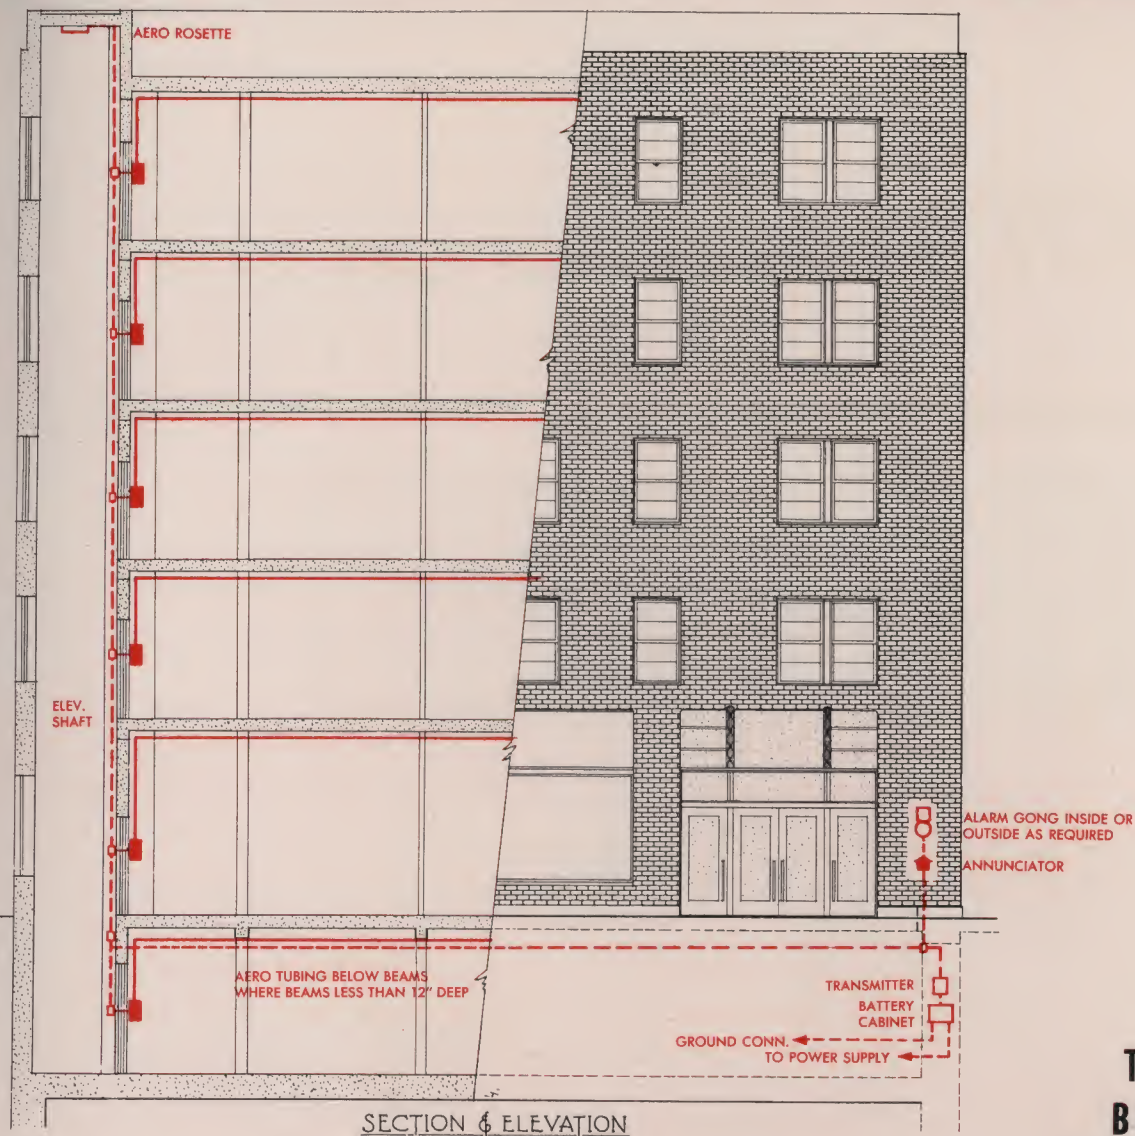 AERO ROSETTE
ELEV.
SHAFT
ALARM GONG INSIDE OR
OUTSIDE AS REQUIRED
ANNUNCIATOR
AERO TUBING BELOW BEAMS
WHERE BEAMS LESS THAN 12" DEEP
TRANSMITTER
BATTERY
CABINET
GROUND CONN.
TO POWER SUPPLY
T
B
SECTION & ELEVATION